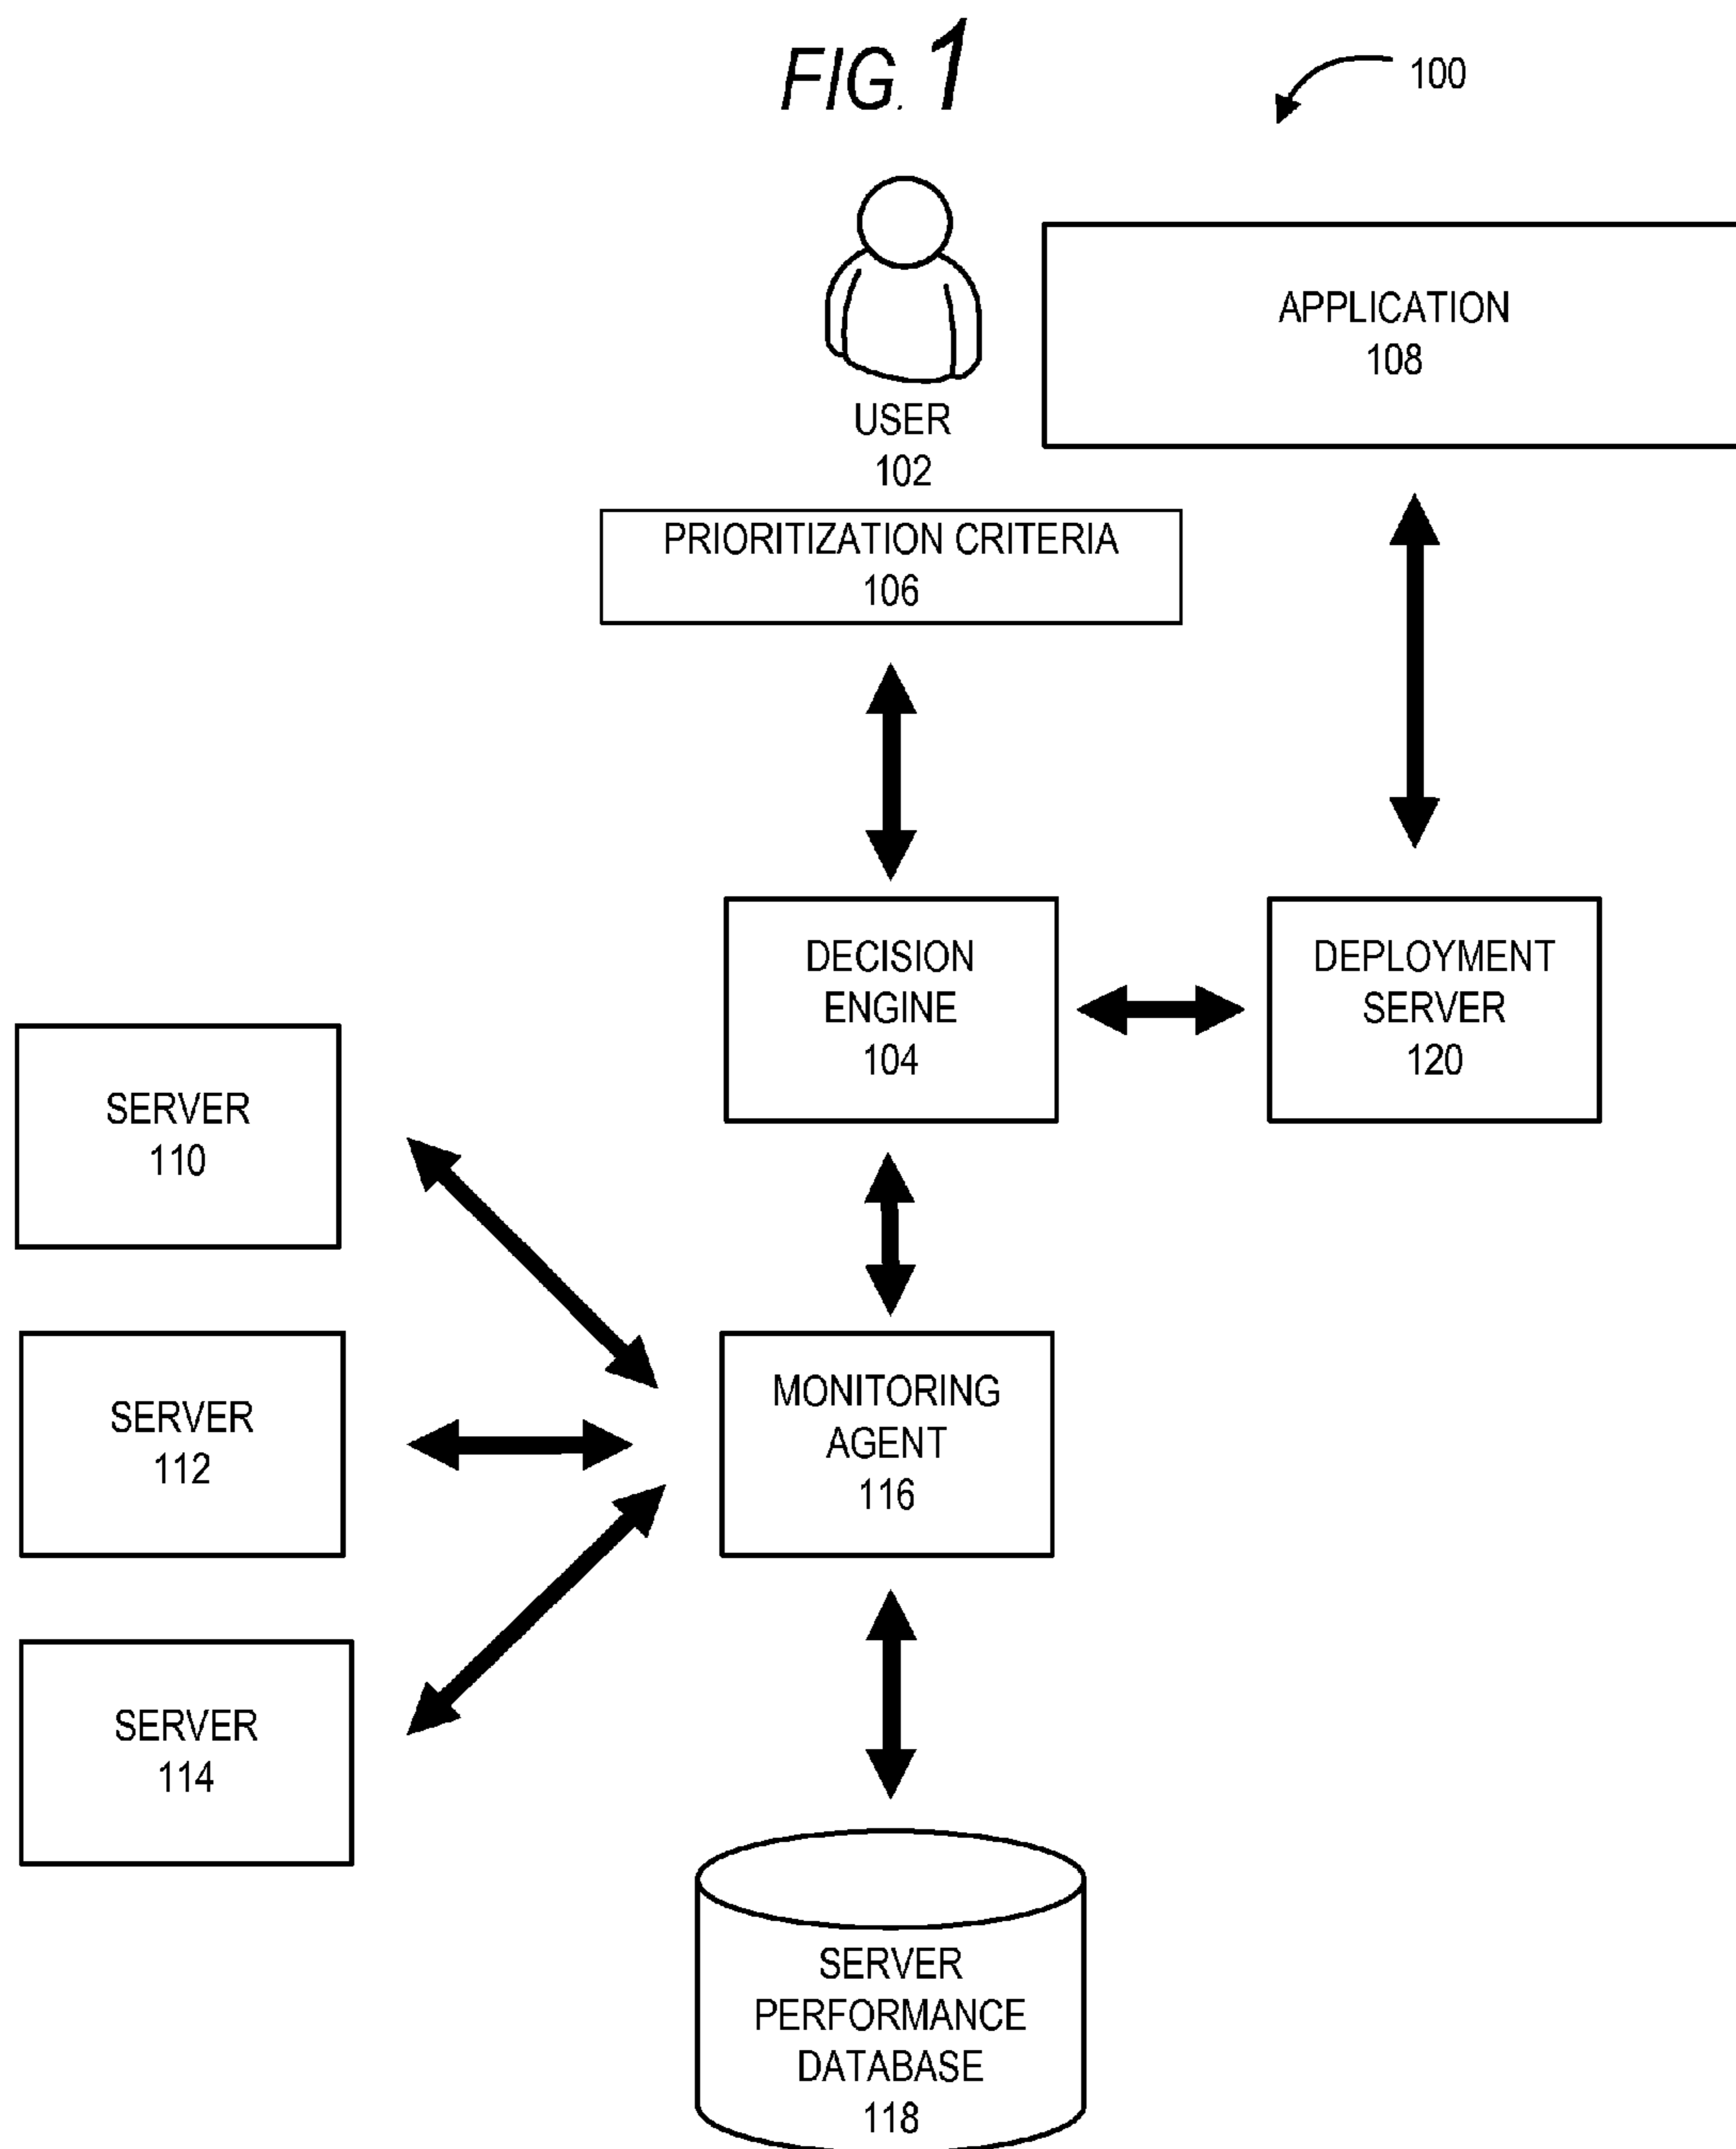 FIG. 1
100
APPLICATION
108
USER
102
PRIORITIZATION CRITERIA
106
DECISION
ENGINE
104
DEPLOYMENT
SERVER
120
SERVER
110
SERVER
112
MONITORING
AGENT
116
SERVER
114
SERVER
PERFORMANCE
DATABASE
118